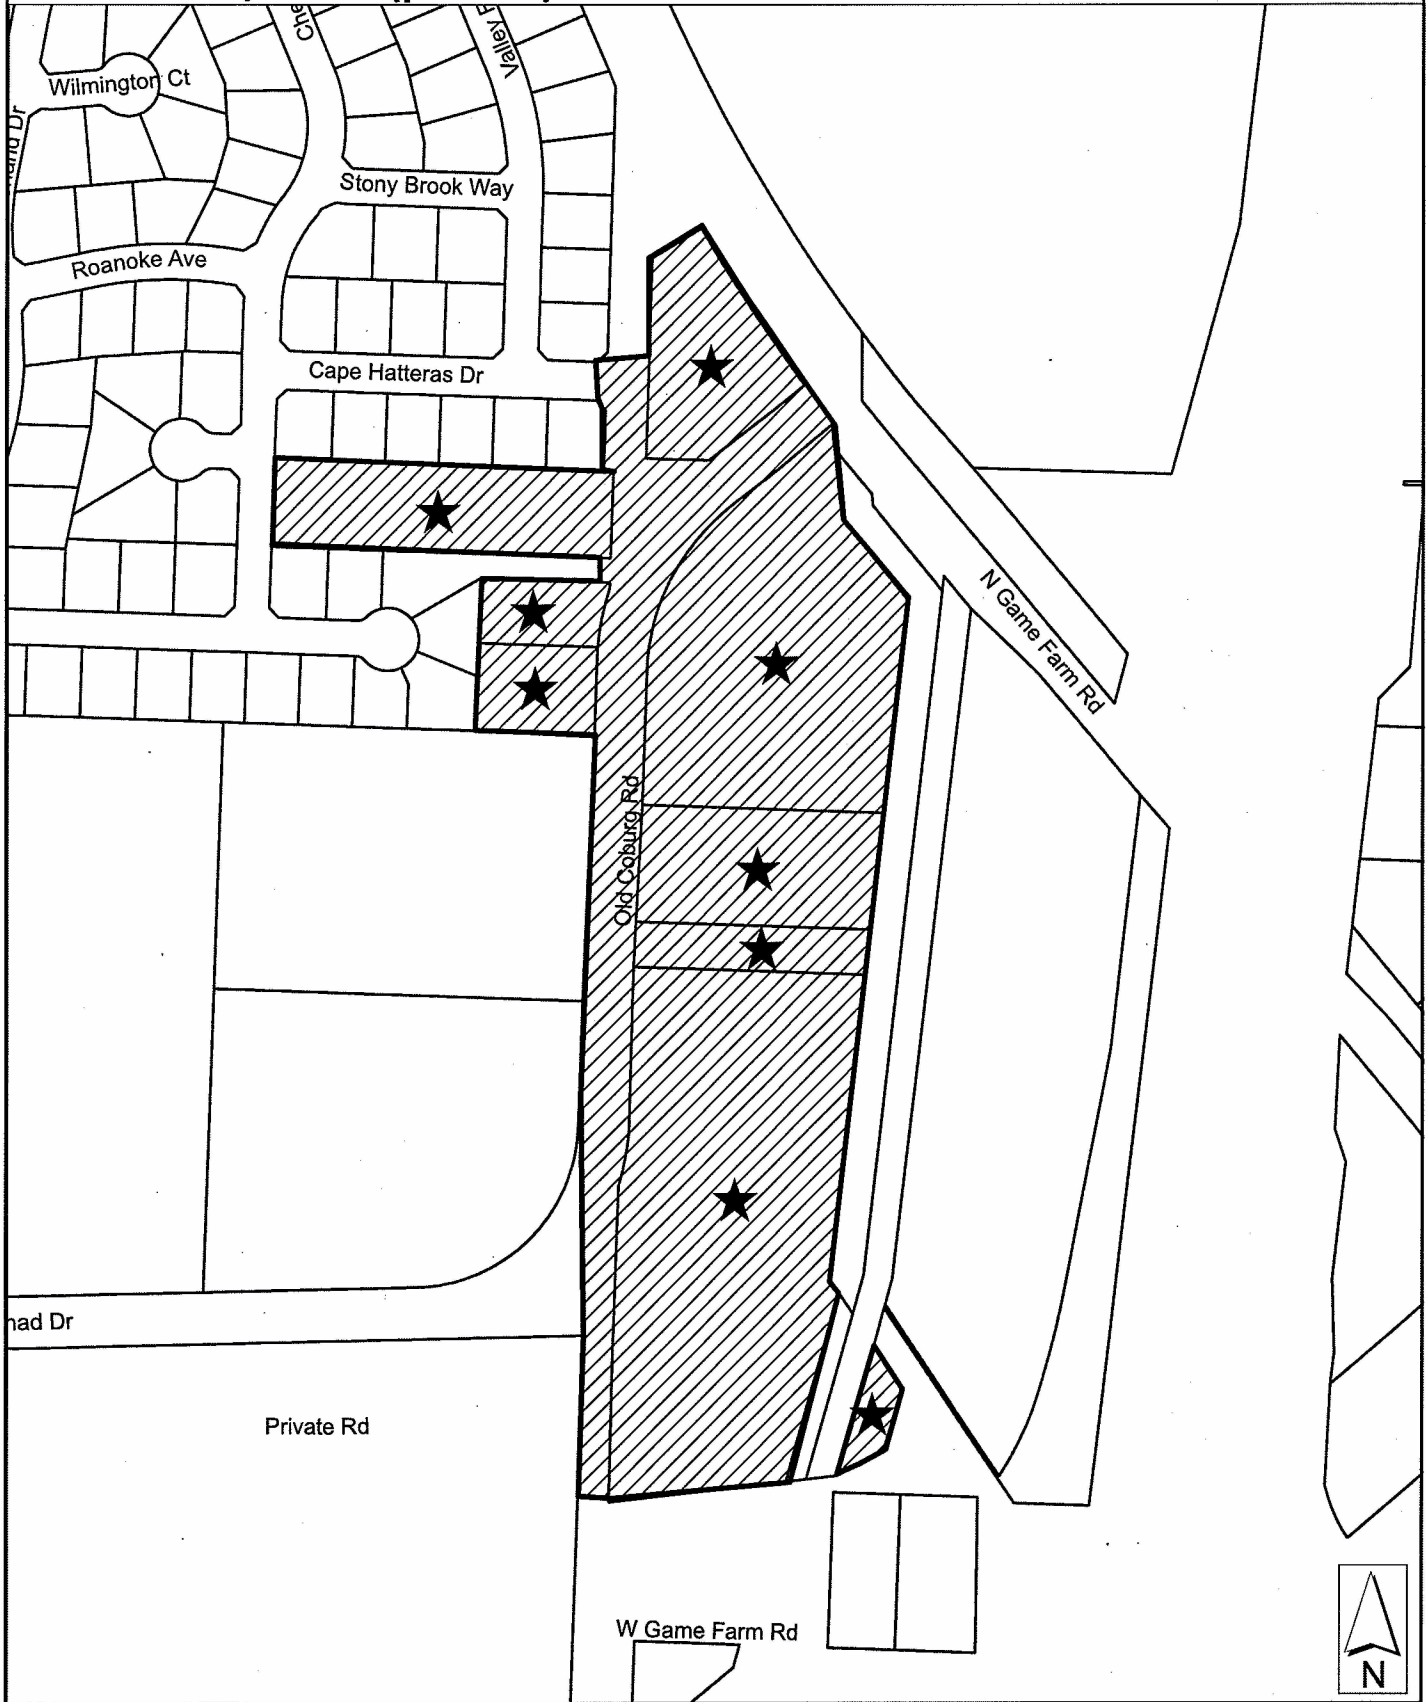 Wilmington Ct
Stony Brook Way
Roanoke Ave
Cape Hatteras Dr
N Game Farm Rd
Old Coburg Rd
Dr
Private Rd
W Game Farm Rd
N